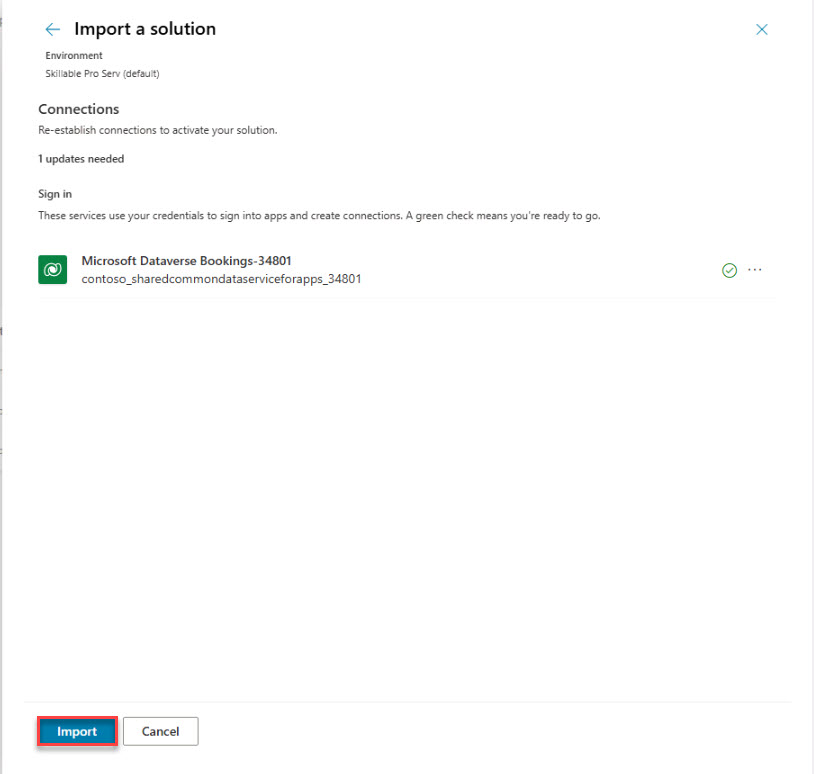 Import a solution
Environment
Skillable Pro Serv (default)
Connections
Re-establish connections to activate your solution.
1 updates needed
Sign in
These services use your credentials to sign into apps and create connections. A green check means you're ready to go.
Microsoft Dataverse Bookings-34801
contoso_sharedcommondataserviceforapps_34801
Import
Cancel